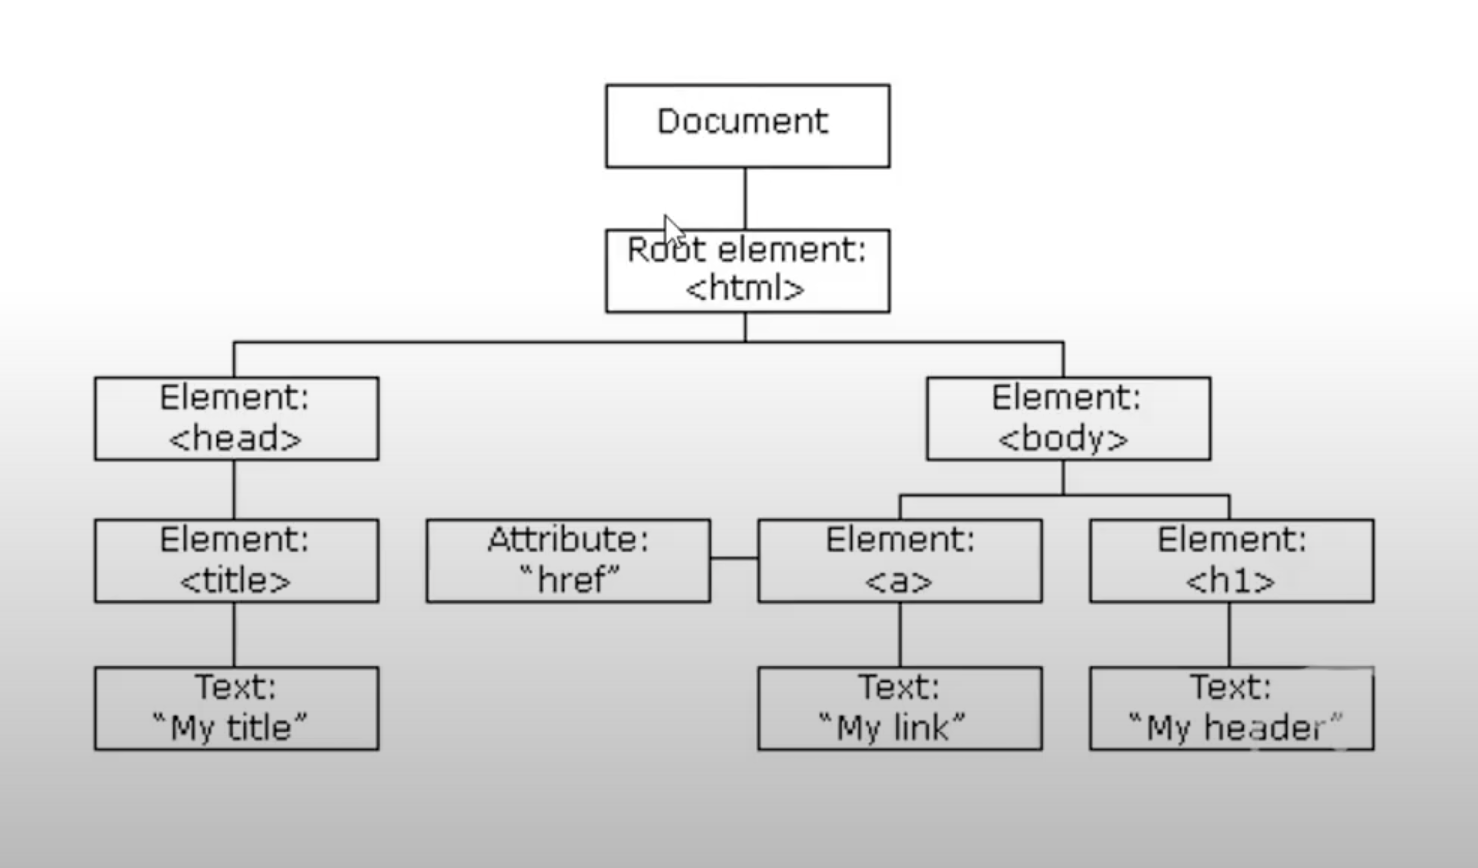 Document
Root element:
<html>
Element:
<head>
Element:
<body>
Element:
<title>
Attribute:
“href”
Element:
<a>
Element:
<h1>
Text:
“My title”
Text:
“My link”
Text:
“My header”